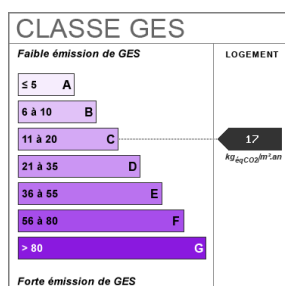 CLASSE GES
Faible émission de GES
LOGEMENT
≤ 5 A
6 à 10 B
11 à 20 C
17
kgéqCO2/m².an
21 à 35 D
36 à 55 E
56 à 80 F
> 80 G
Forte émission de GES